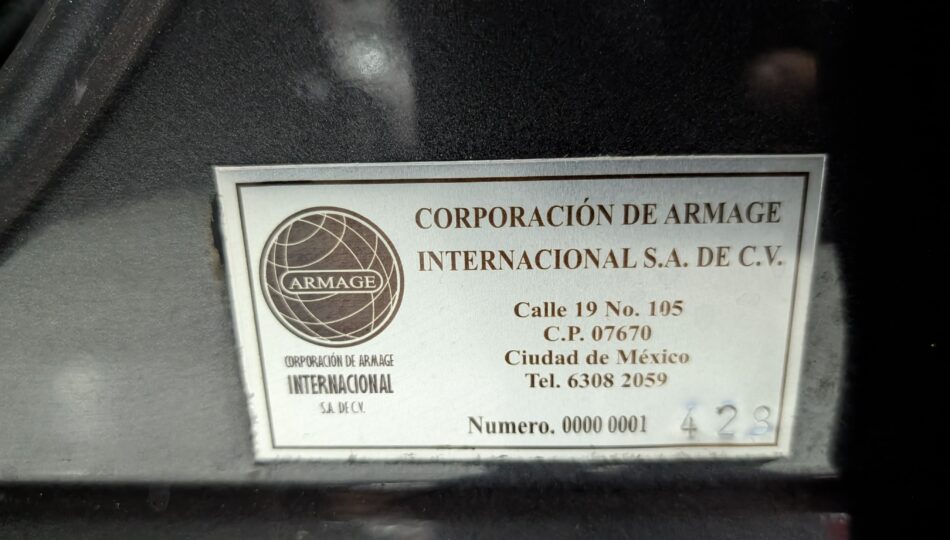 ARMAGE
CORPORACIÓN DE ARMAGE
INTERNACIONAL
S.A. DE C.V.
CORPORACIÓN DE ARMAGE
INTERNACIONAL S.A. DE C.V.
Calle 19 No. 105
C.P. 07670
Ciudad de México
Tel. 6308 2059
Numero. 0000 0001 428